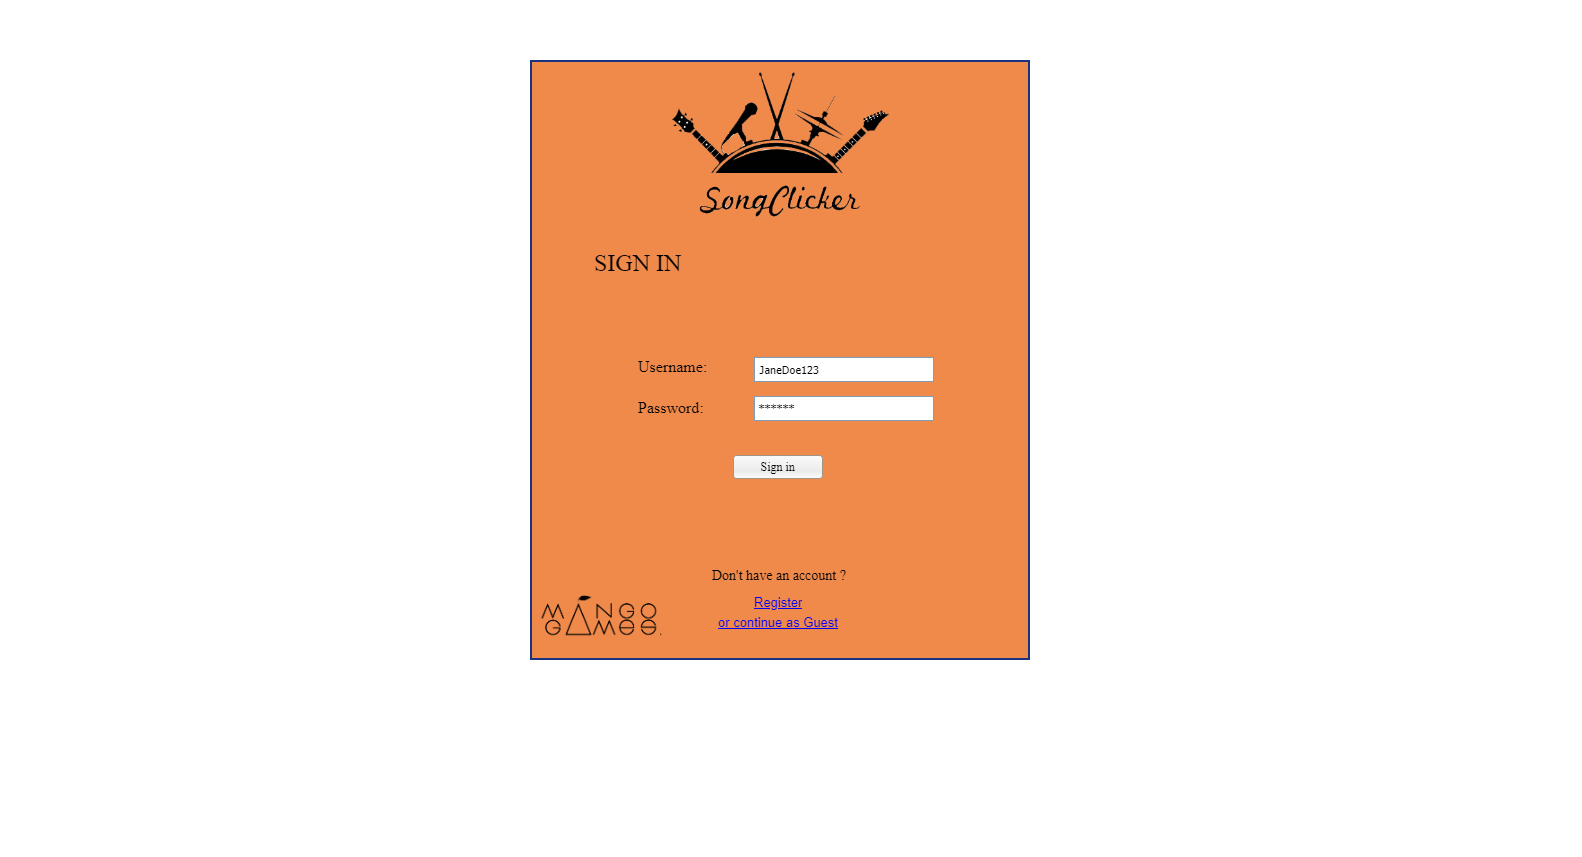 SongClicker
SIGN IN
Username: JaneDoe123
Password: ******
Sign in
Don't have an account ?
Register
or continue as Guest
MANGO
GAMES.